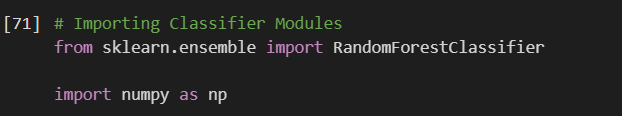 [71] # Importing Classifier Modules
from sklearn.ensemble import RandomForestClassifier
import numpy as np